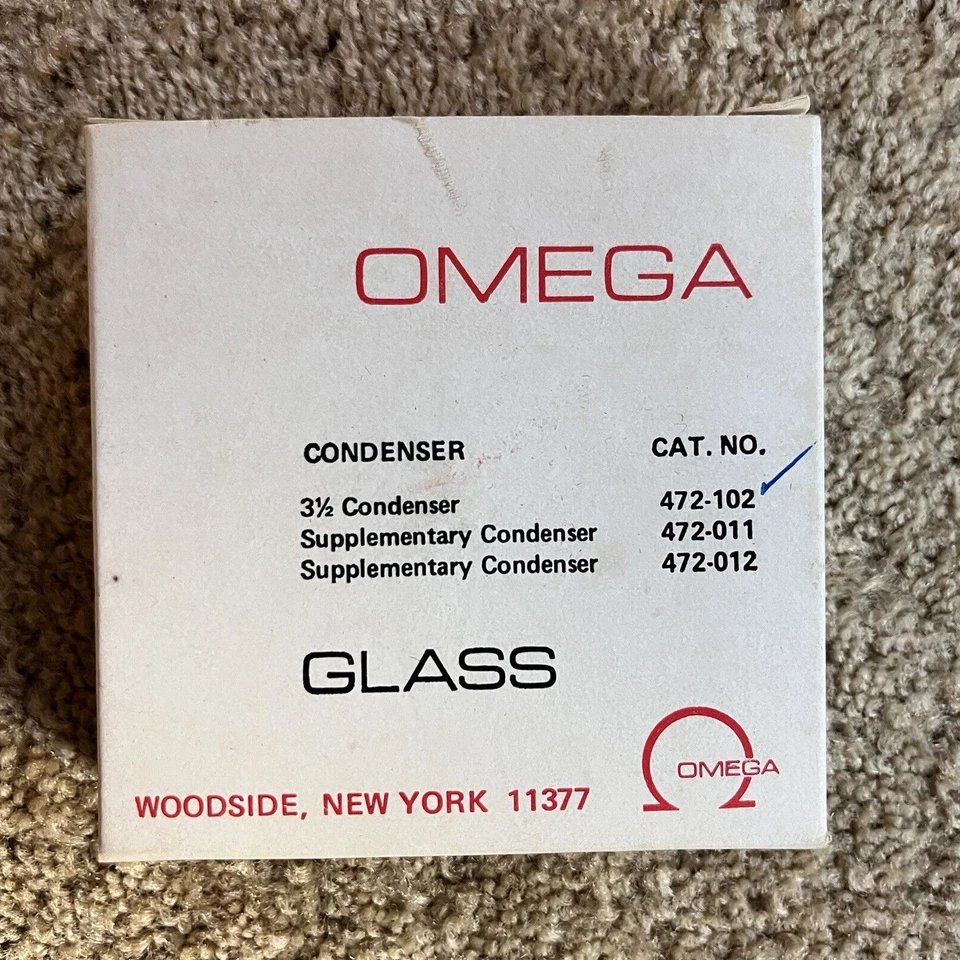 OMEGA
CONDENSER CAT. NO.
3½ Condenser 472-102
Supplementary Condenser 472-011
Supplementary Condenser 472-012
GLASS
OMEGA
WOODSIDE, NEW YORK 11377